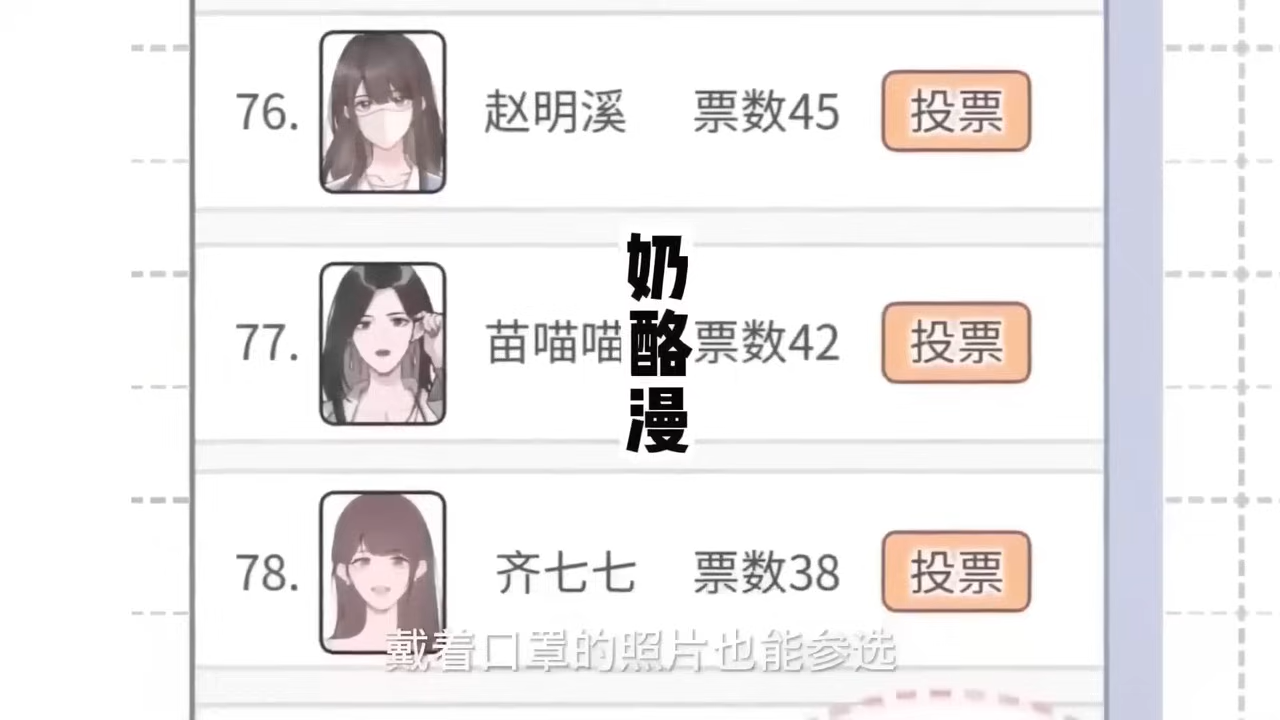 76. 赵明溪 票数45 投票
77. 苗喵喵 票数42 投票
奶酪漫
78. 齐七七 票数38 投票
戴着口罩的照片也能参选